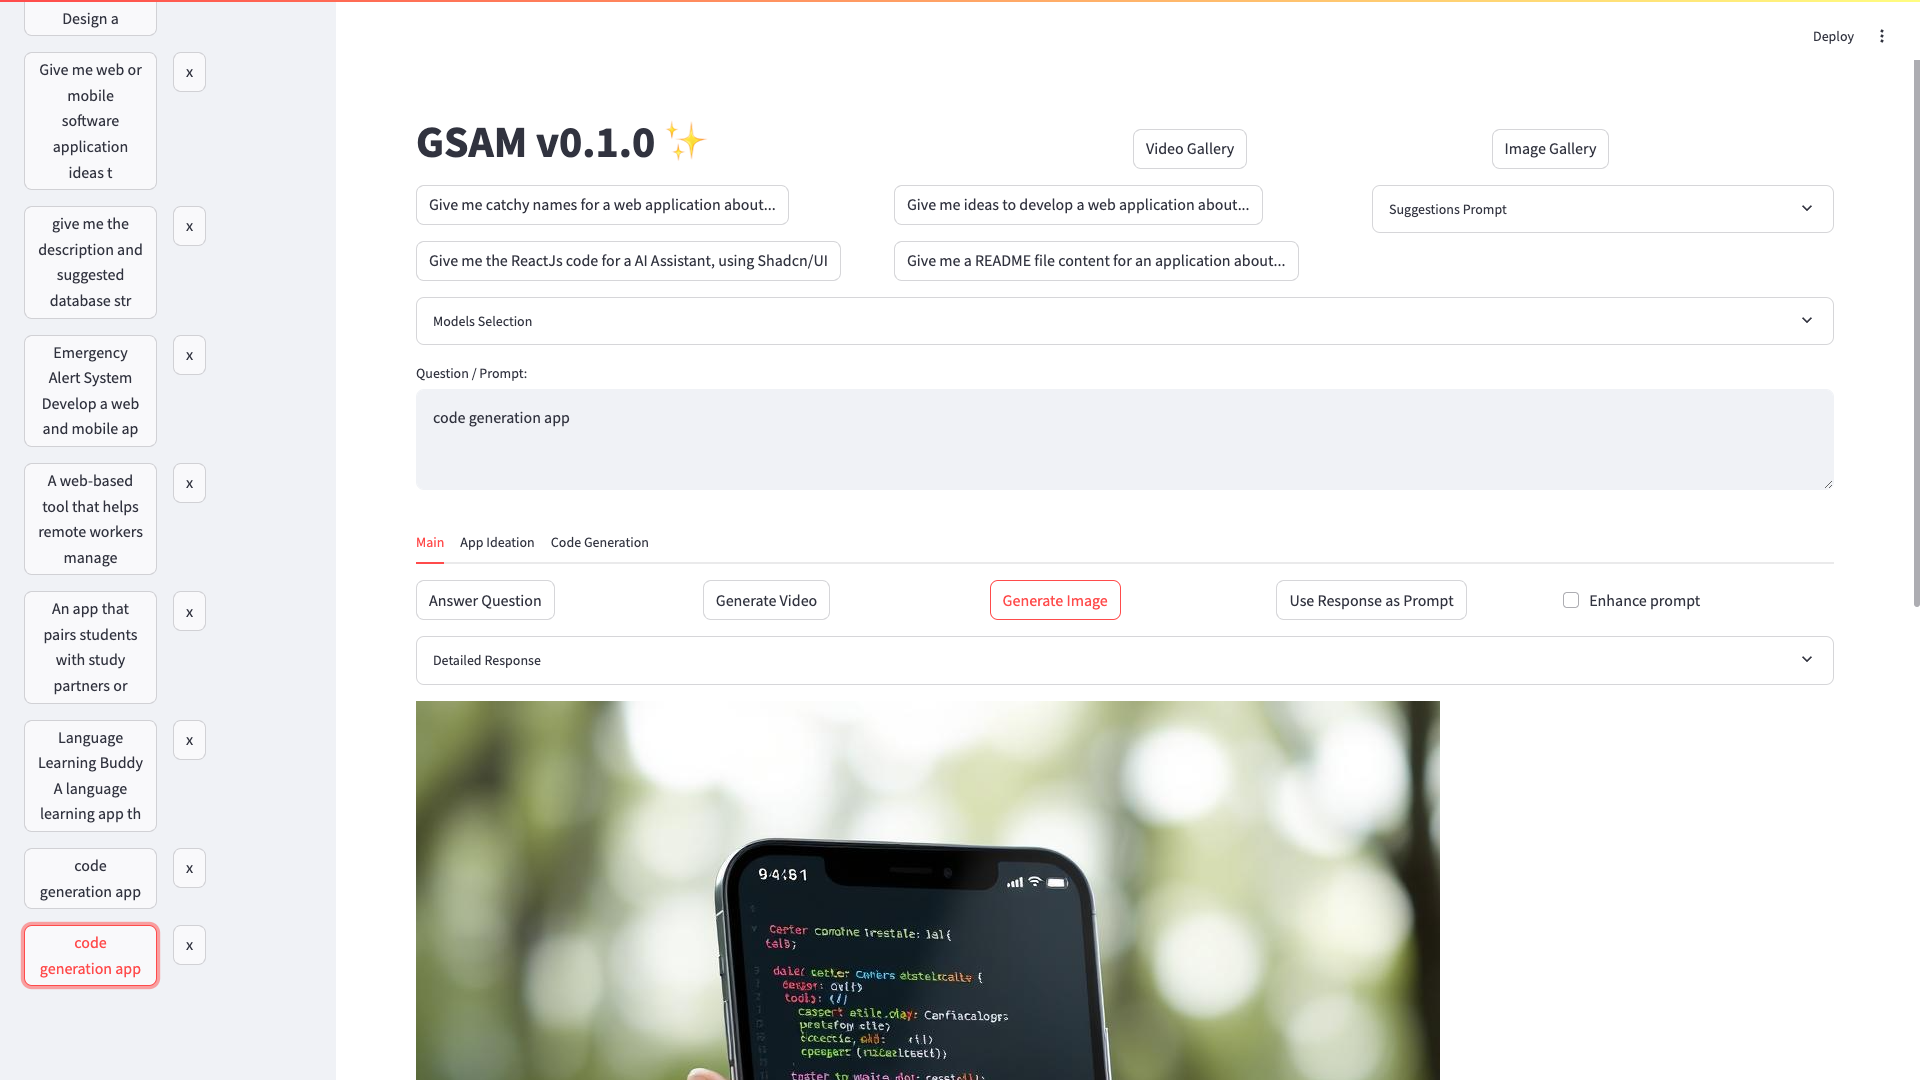 Design a
Give me web or
mobile
software
application
ideas t
x
give me the
description and
suggested
database str
x
Emergency
Alert System
Develop a web
and mobile ap
x
A web-based
tool that helps
remote workers
manage
x
An app that
pairs students
with study
partners or
x
Language
Learning Buddy
A language
learning app th
x
code
generation app
x
code
generation app
x
Deploy
GSAM v0.1.0 ✨
Video Gallery
Image Gallery
Give me catchy names for a web application about...
Give me ideas to develop a web application about...
Suggestions Prompt
Give me the ReactJs code for a AI Assistant, using Shadcn/UI
Give me a README file content for an application about...
Models Selection
Question / Prompt:
code generation app
Main
App Ideation
Code Generation
Answer Question
Generate Video
Generate Image
Use Response as Prompt
Enhance prompt
Detailed Response